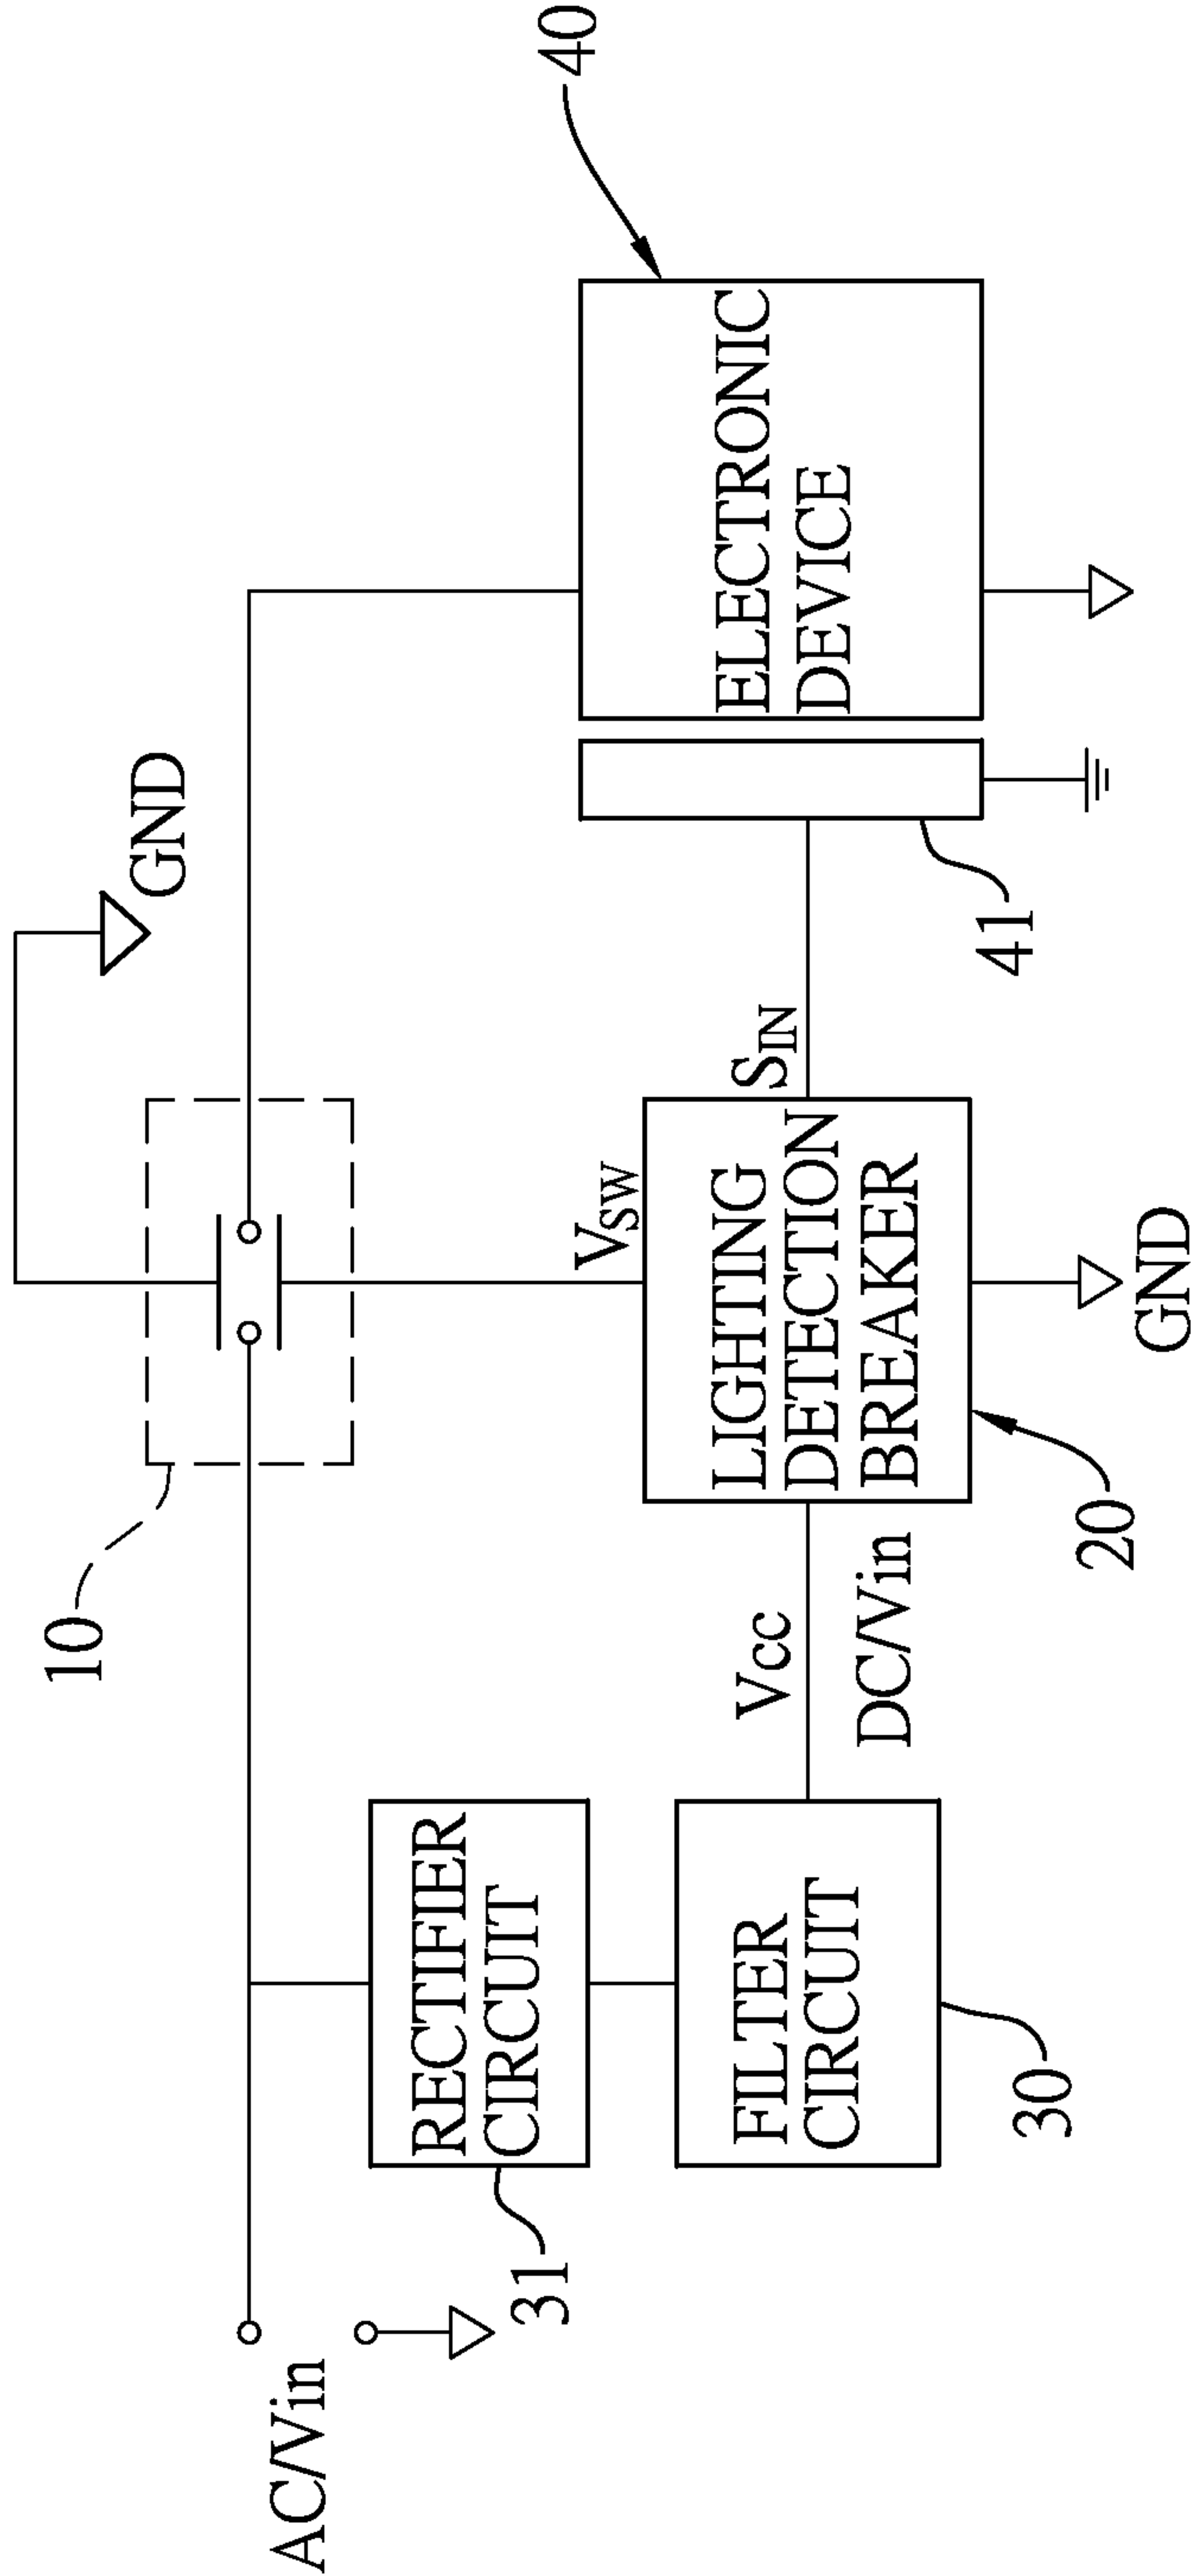 GND
10
40
AC/Vin
31
RECTIFIER
CIRCUIT
VSW
FILTER
CIRCUIT
30
Vcc
DC/Vin
LIGHTING
DETECTION
BREAKER
20
GND
SIN
41
ELECTRONIC
DEVICE